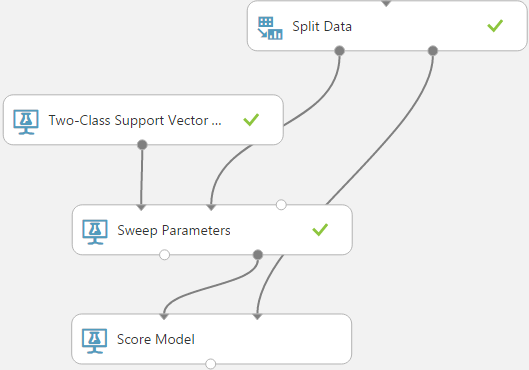 Split Data
Two-Class Support Vector ...
Sweep Parameters
Score Model